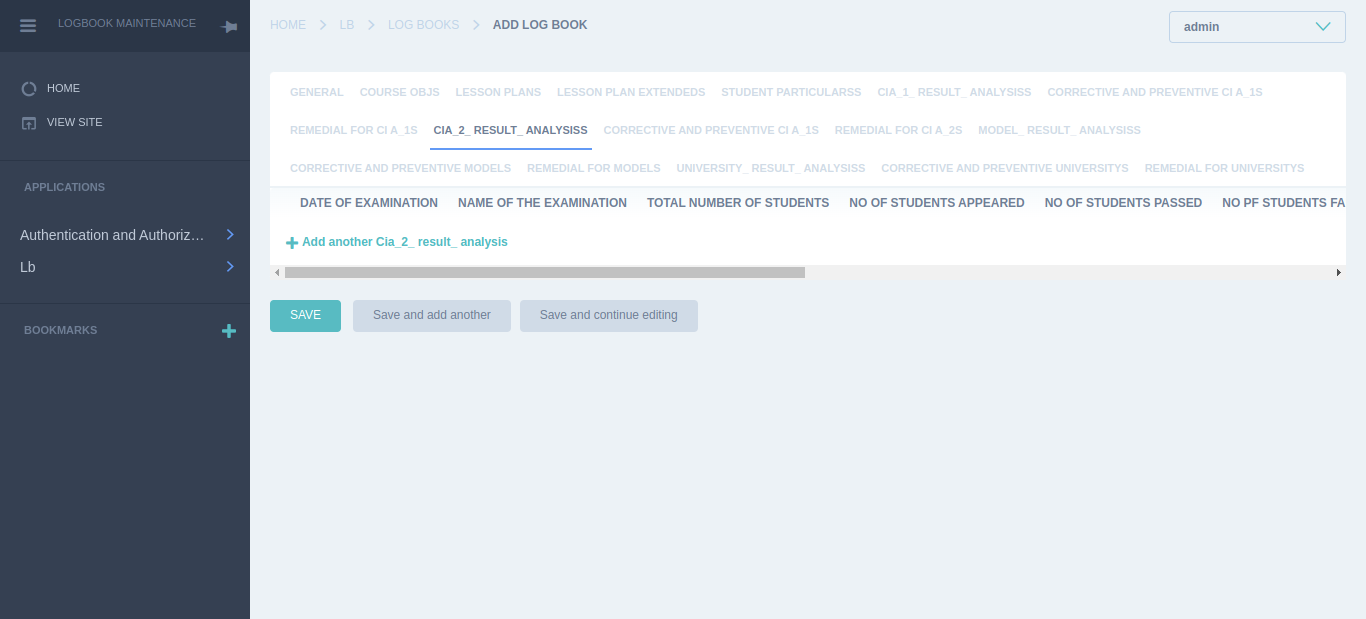 LOGBOOK MAINTENANCE
HOME
VIEW SITE
APPLICATIONS
Authentication and Authoriz…
Lb
BOOKMARKS
HOME LB LOG BOOKS ADD LOG BOOK
admin
GENERAL COURSE OBJS LESSON PLANS LESSON PLAN EXTENDEDS STUDENT PARTICULARSS CIA_1_ RESULT_ ANALYSISS CORRECTIVE AND PREVENTIVE CI A_1S
REMEDIAL FOR CI A_1S CIA_2_ RESULT_ ANALYSISS CORRECTIVE AND PREVENTIVE CI A_1S REMEDIAL FOR CI A_2S MODEL_ RESULT_ ANALYSISS
CORRECTIVE AND PREVENTIVE MODELS REMEDIAL FOR MODELS UNIVERSITY_ RESULT_ ANALYSISS CORRECTIVE AND PREVENTIVE UNIVERSITYS REMEDIAL FOR UNIVERSITYS
DATE OF EXAMINATION NAME OF THE EXAMINATION TOTAL NUMBER OF STUDENTS NO OF STUDENTS APPEARED NO OF STUDENTS PASSED NO PF STUDENTS FA
Add another Cia_2_ result_ analysis
SAVE Save and add another Save and continue editing